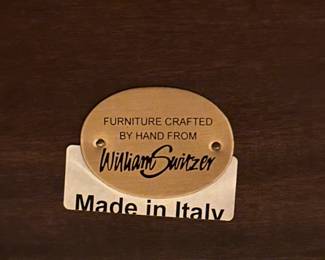 FURNITURE CRAFTED
BY HAND FROM
William Switzer
Made in Italy